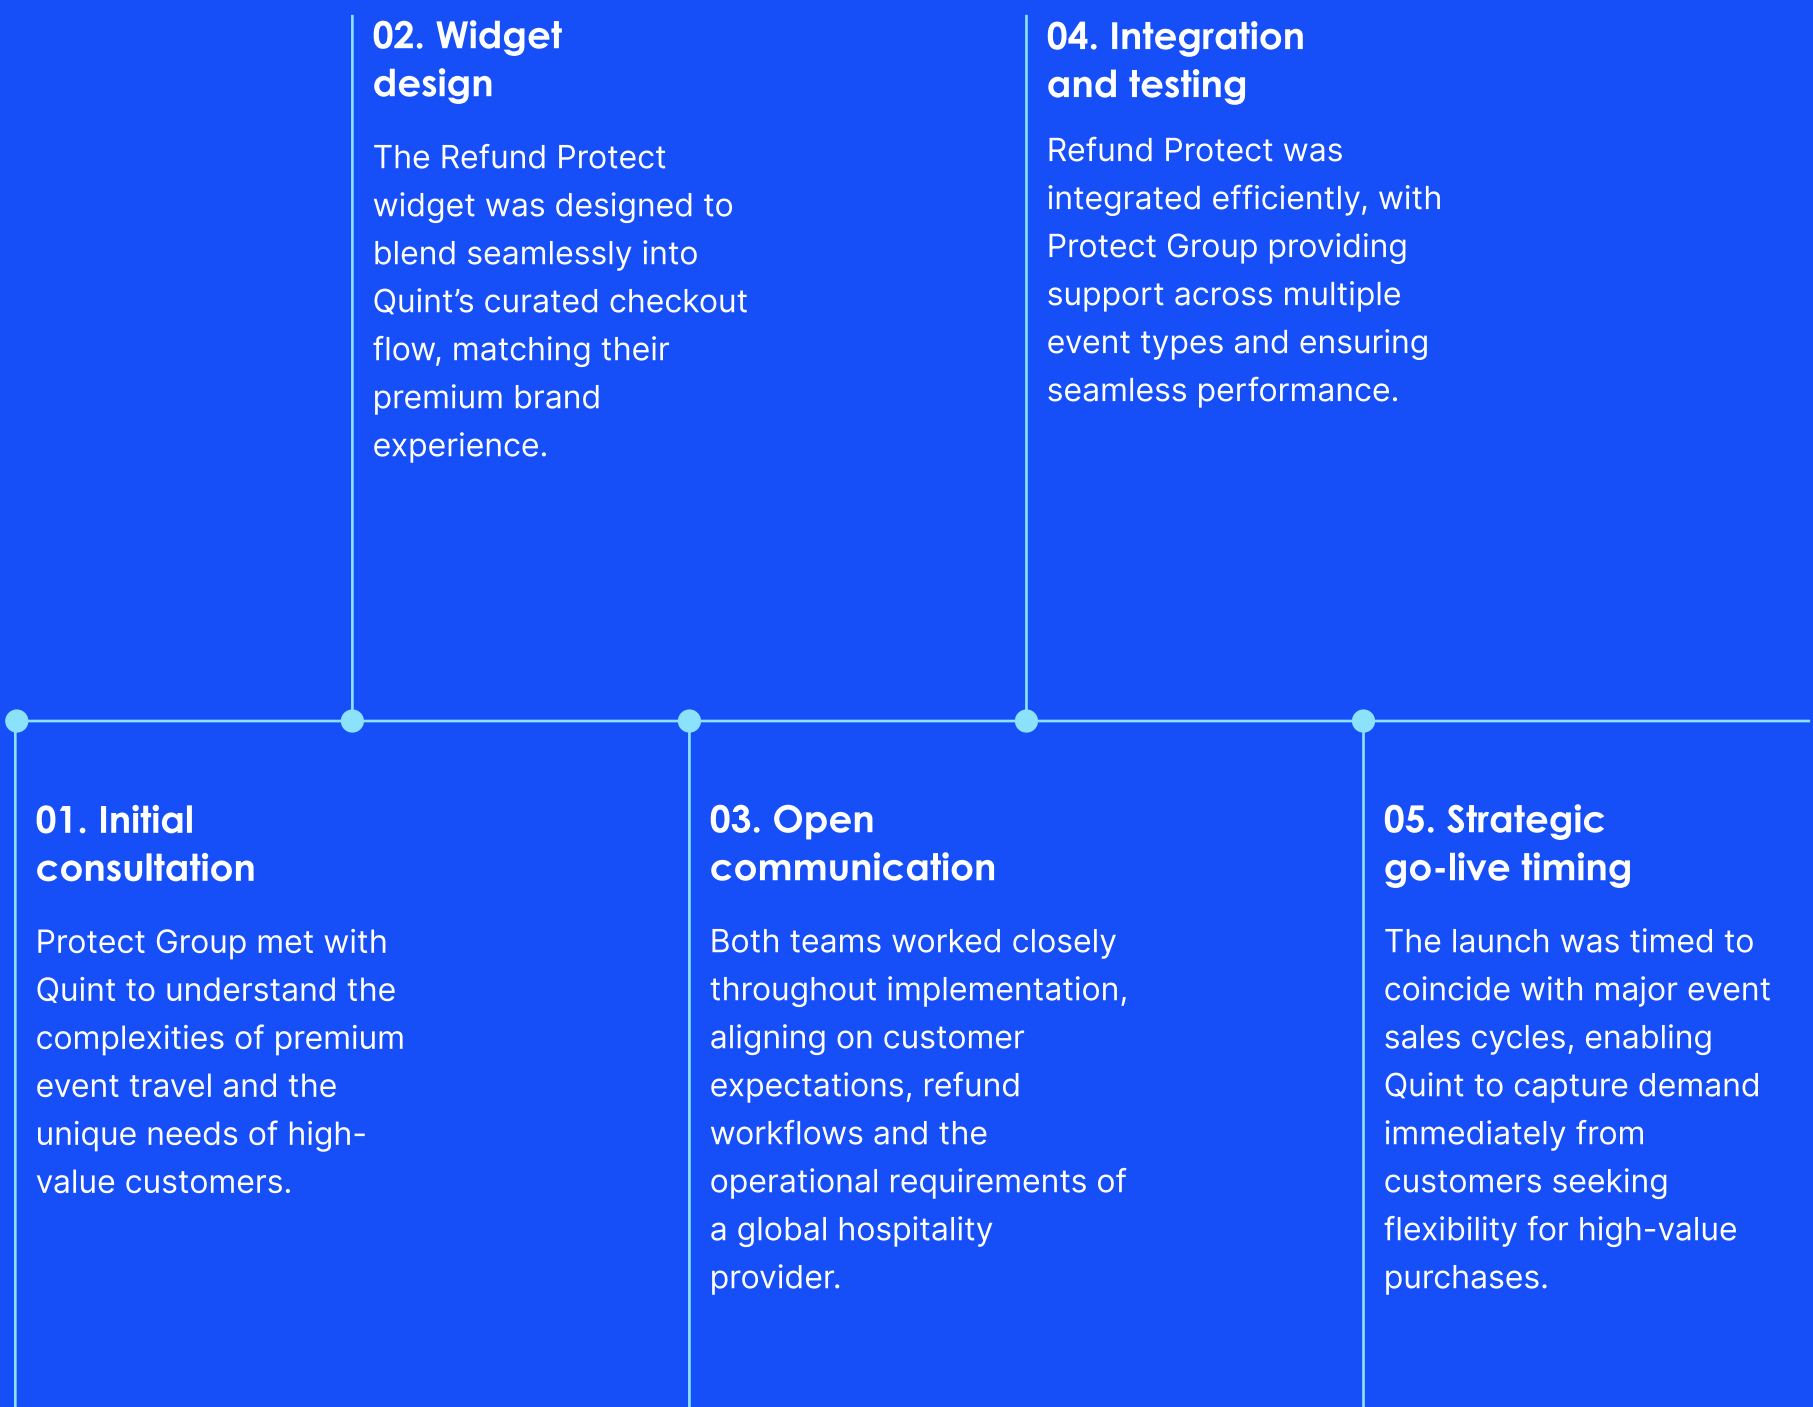 01. Initial
consultation
Protect Group met with
Quint to understand the
complexities of premium
event travel and the
unique needs of high-
value customers.
02. Widget
design
The Refund Protect
widget was designed to
blend seamlessly into
Quint’s curated checkout
flow, matching their
premium brand
experience.
03. Open
communication
Both teams worked closely
throughout implementation,
aligning on customer
expectations, refund
workflows and the
operational requirements of
a global hospitality
provider.
04. Integration
and testing
Refund Protect was
integrated efficiently, with
Protect Group providing
support across multiple
event types and ensuring
seamless performance.
05. Strategic
go-live timing
The launch was timed to
coincide with major event
sales cycles, enabling
Quint to capture demand
immediately from
customers seeking
flexibility for high-value
purchases.